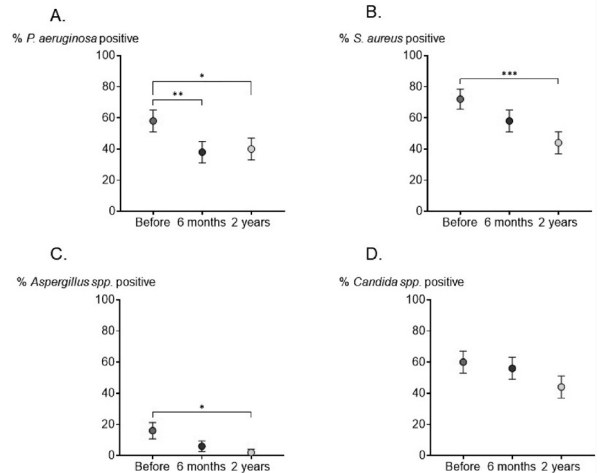 A.
% P. aeruginosa positive
100
80
60
40
20
0
*
**
Before 6 months 2 years
B.
% S. aureus positive
100
80
60
40
20
0
***
Before 6 months 2 years
C.
% Aspergillus spp. positive
100
80
60
40
20
0
*
Before 6 months 2 years
D.
% Candida spp. positive
100
80
60
40
20
0
Before 6 months 2 years